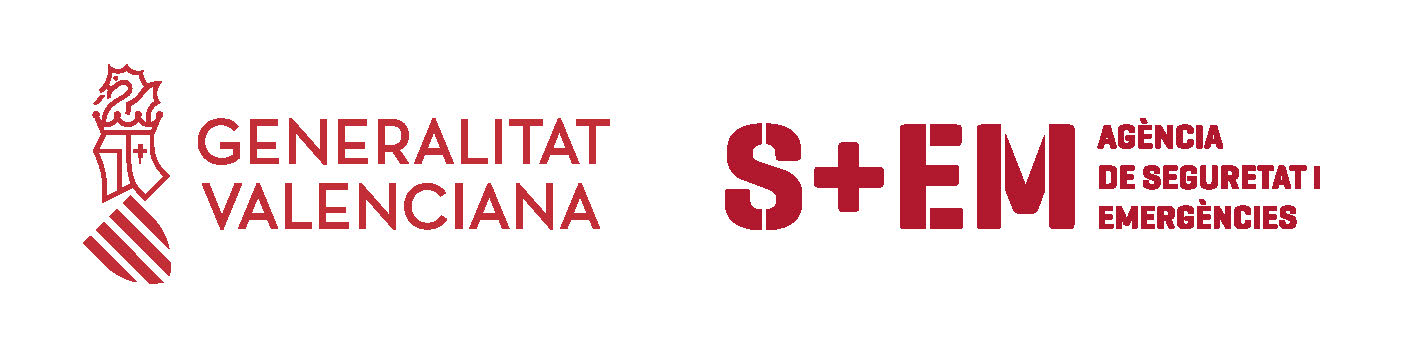 GENERALITAT
VALENCIANA
S+EM
AGÈNCIA
DE SEGURETAT I
EMERGÈNCIES